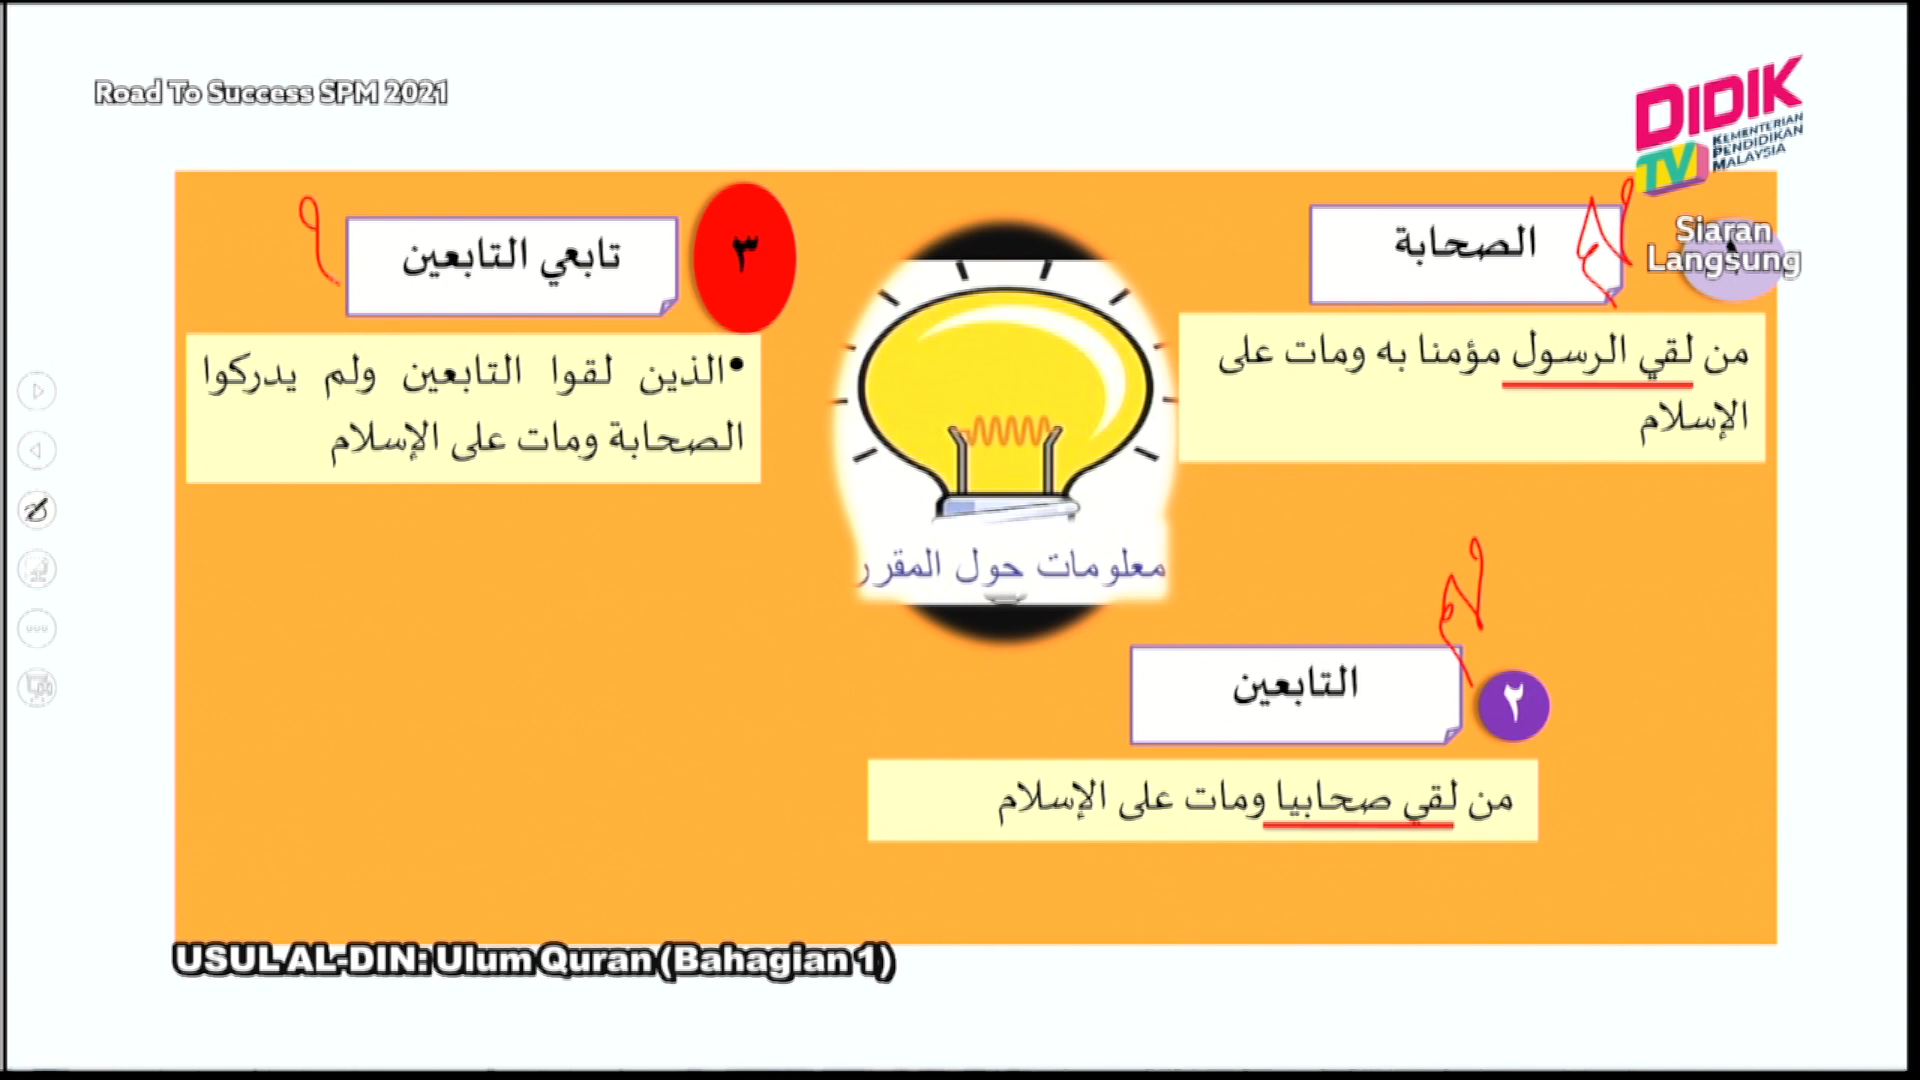 Road To Success SPM 2021
DIDIK
TV
KEMENTERIAN
PENDIDIKAN
MALAYSIA
Siaran
Langsung
الصحابة
من لقي الرسول مؤمنا به ومات على
الإسلام
٢
التابعين
من لقي صحابيا ومات على الإسلام
٣
تابعي التابعين
•الذين لقوا التابعين ولم يدركوا
الصحابة ومات على الإسلام
معلومات حول المقرر
USUL AL-DIN: Ulum Quran (Bahagian 1)